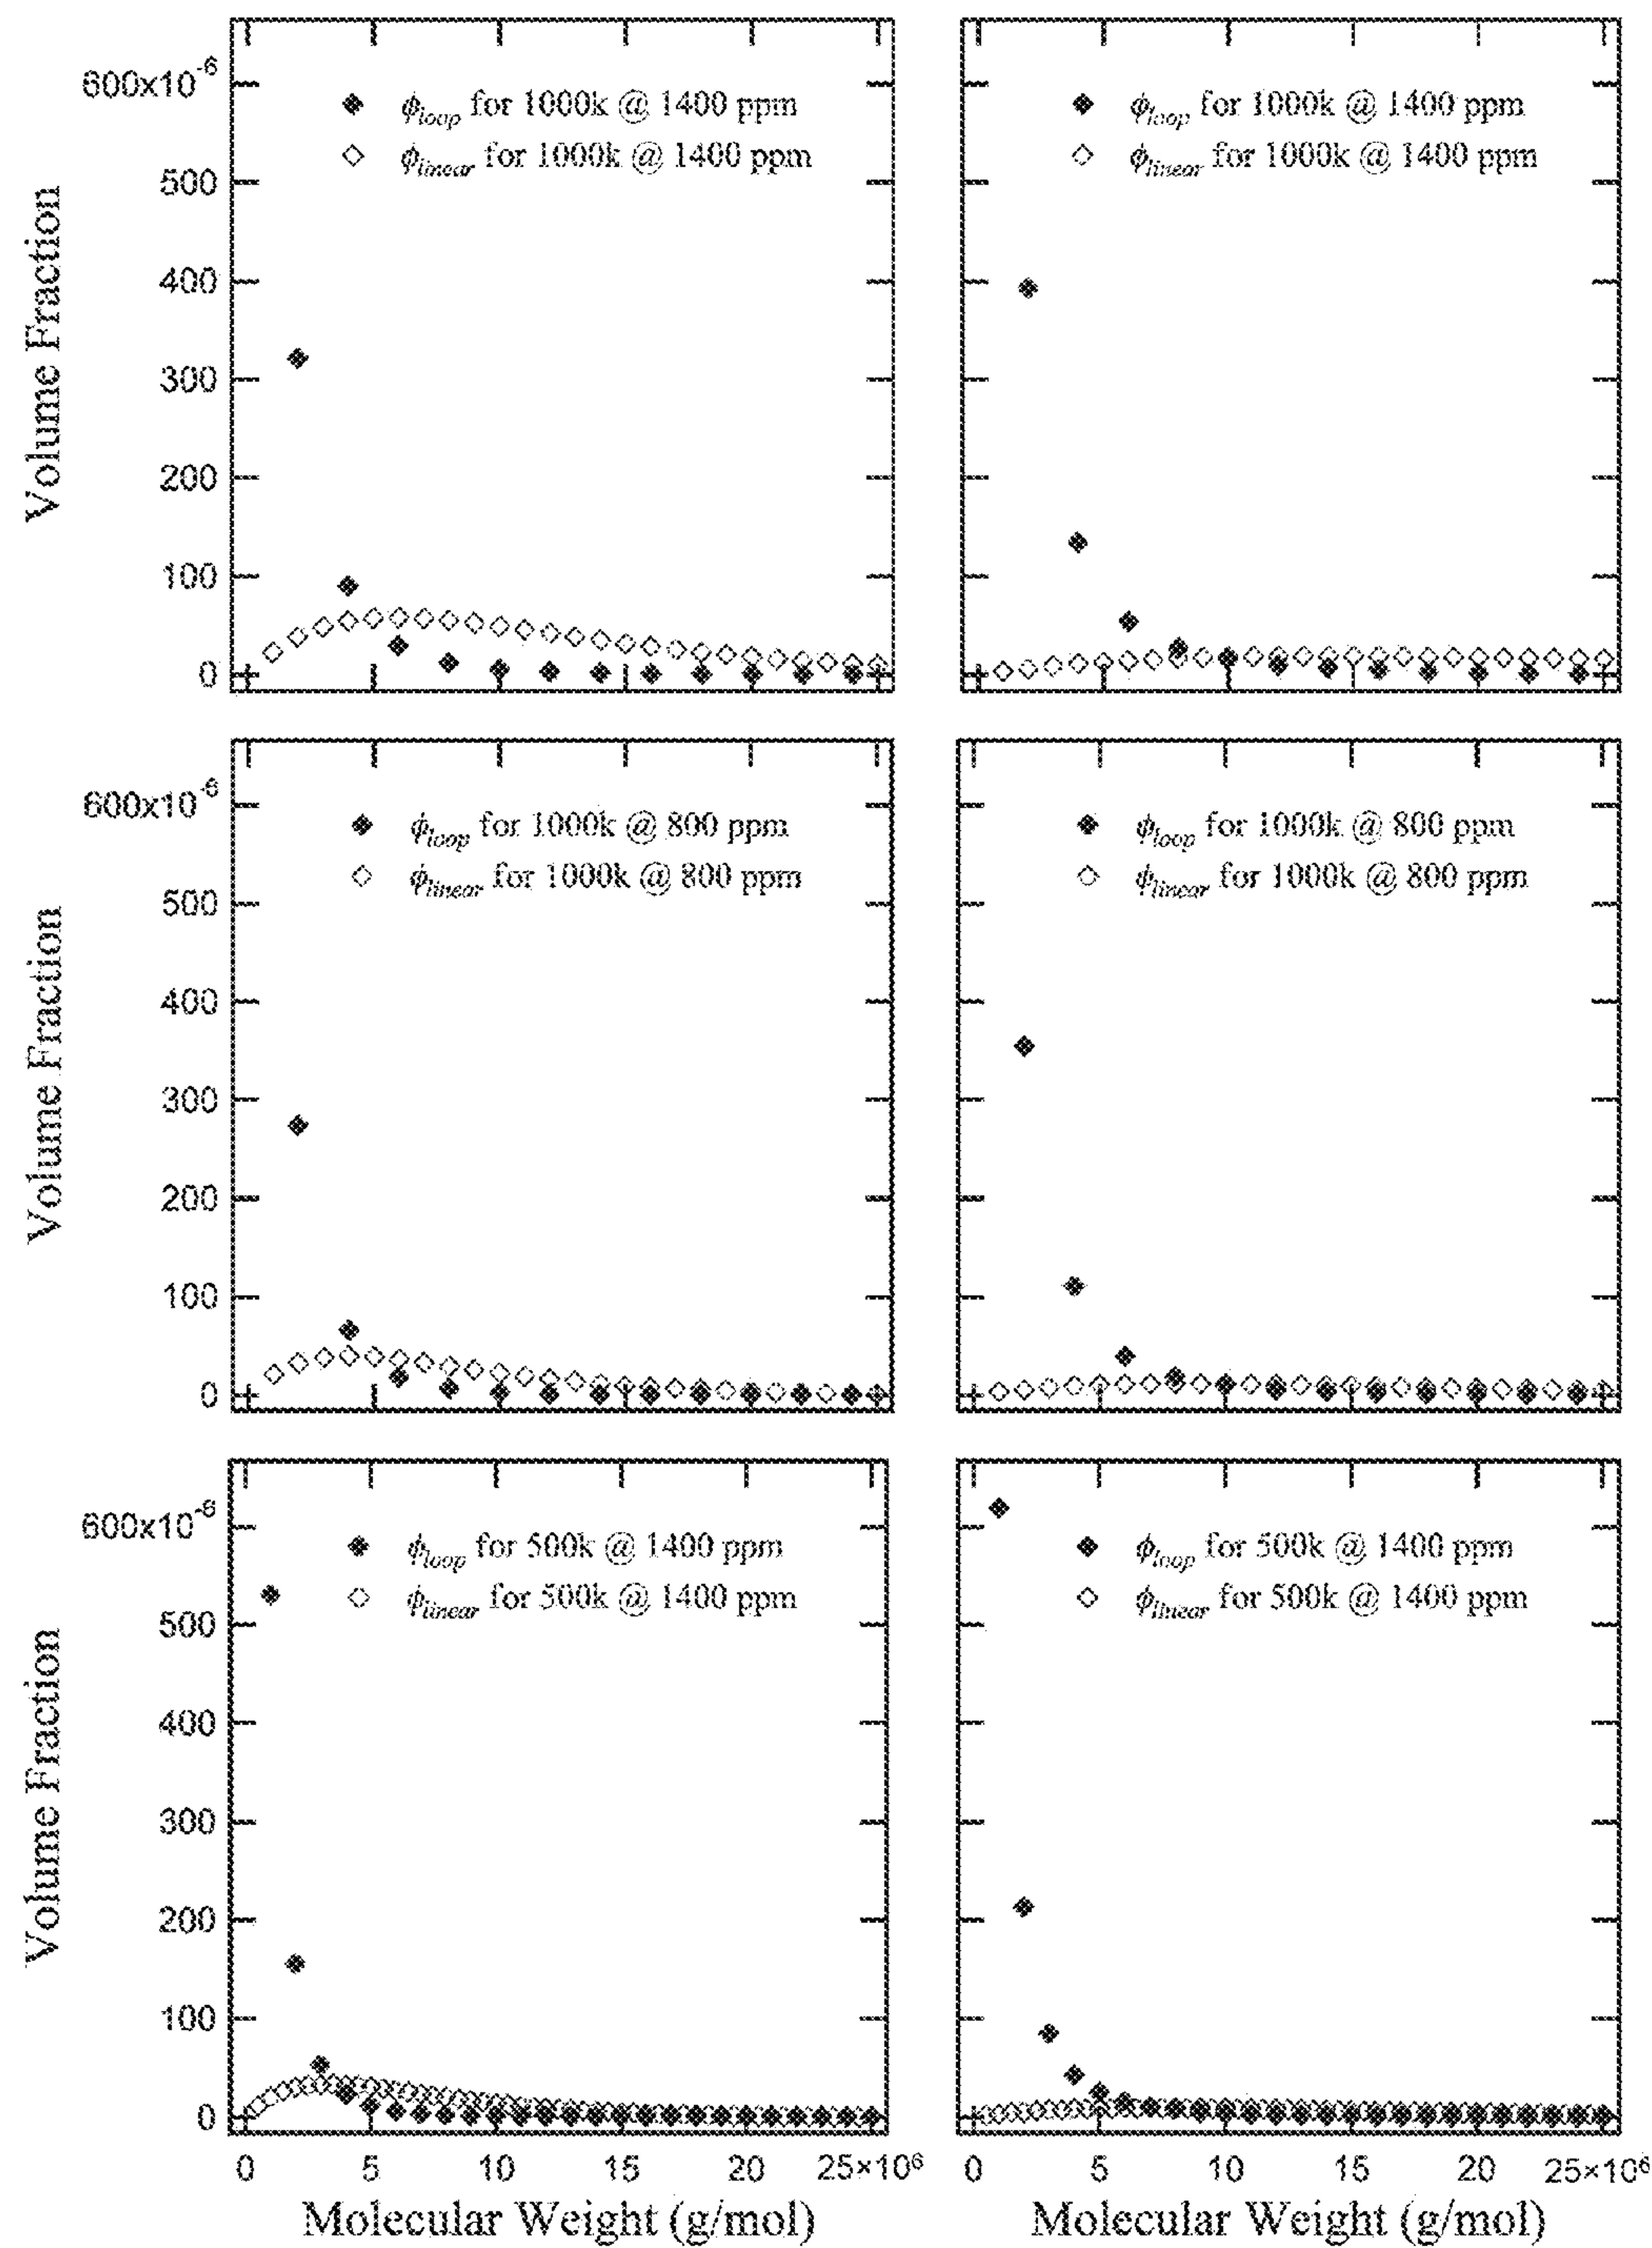 Volume Fraction
600x10-6
500
400
300
200
100
0
ϕloop for 1000k @ 1400 ppm
ϕlinear for 1000k @ 1400 ppm
ϕloop for 1000k @ 1400 ppm
ϕlinear for 1000k @ 1400 ppm
Volume Fraction
600x10-6
500
400
300
200
100
0
ϕloop for 1000k @ 800 ppm
ϕlinear for 1000k @ 800 ppm
ϕloop for 1000k @ 800 ppm
ϕlinear for 1000k @ 800 ppm
Volume Fraction
600x10-6
500
400
300
200
100
0
ϕloop for 500k @ 1400 ppm
ϕlinear for 500k @ 1400 ppm
ϕloop for 500k @ 1400 ppm
ϕlinear for 500k @ 1400 ppm
0 5 10 15 20 25×106
0 5 10 15 20 25×106
Molecular Weight (g/mol)
Molecular Weight (g/mol)